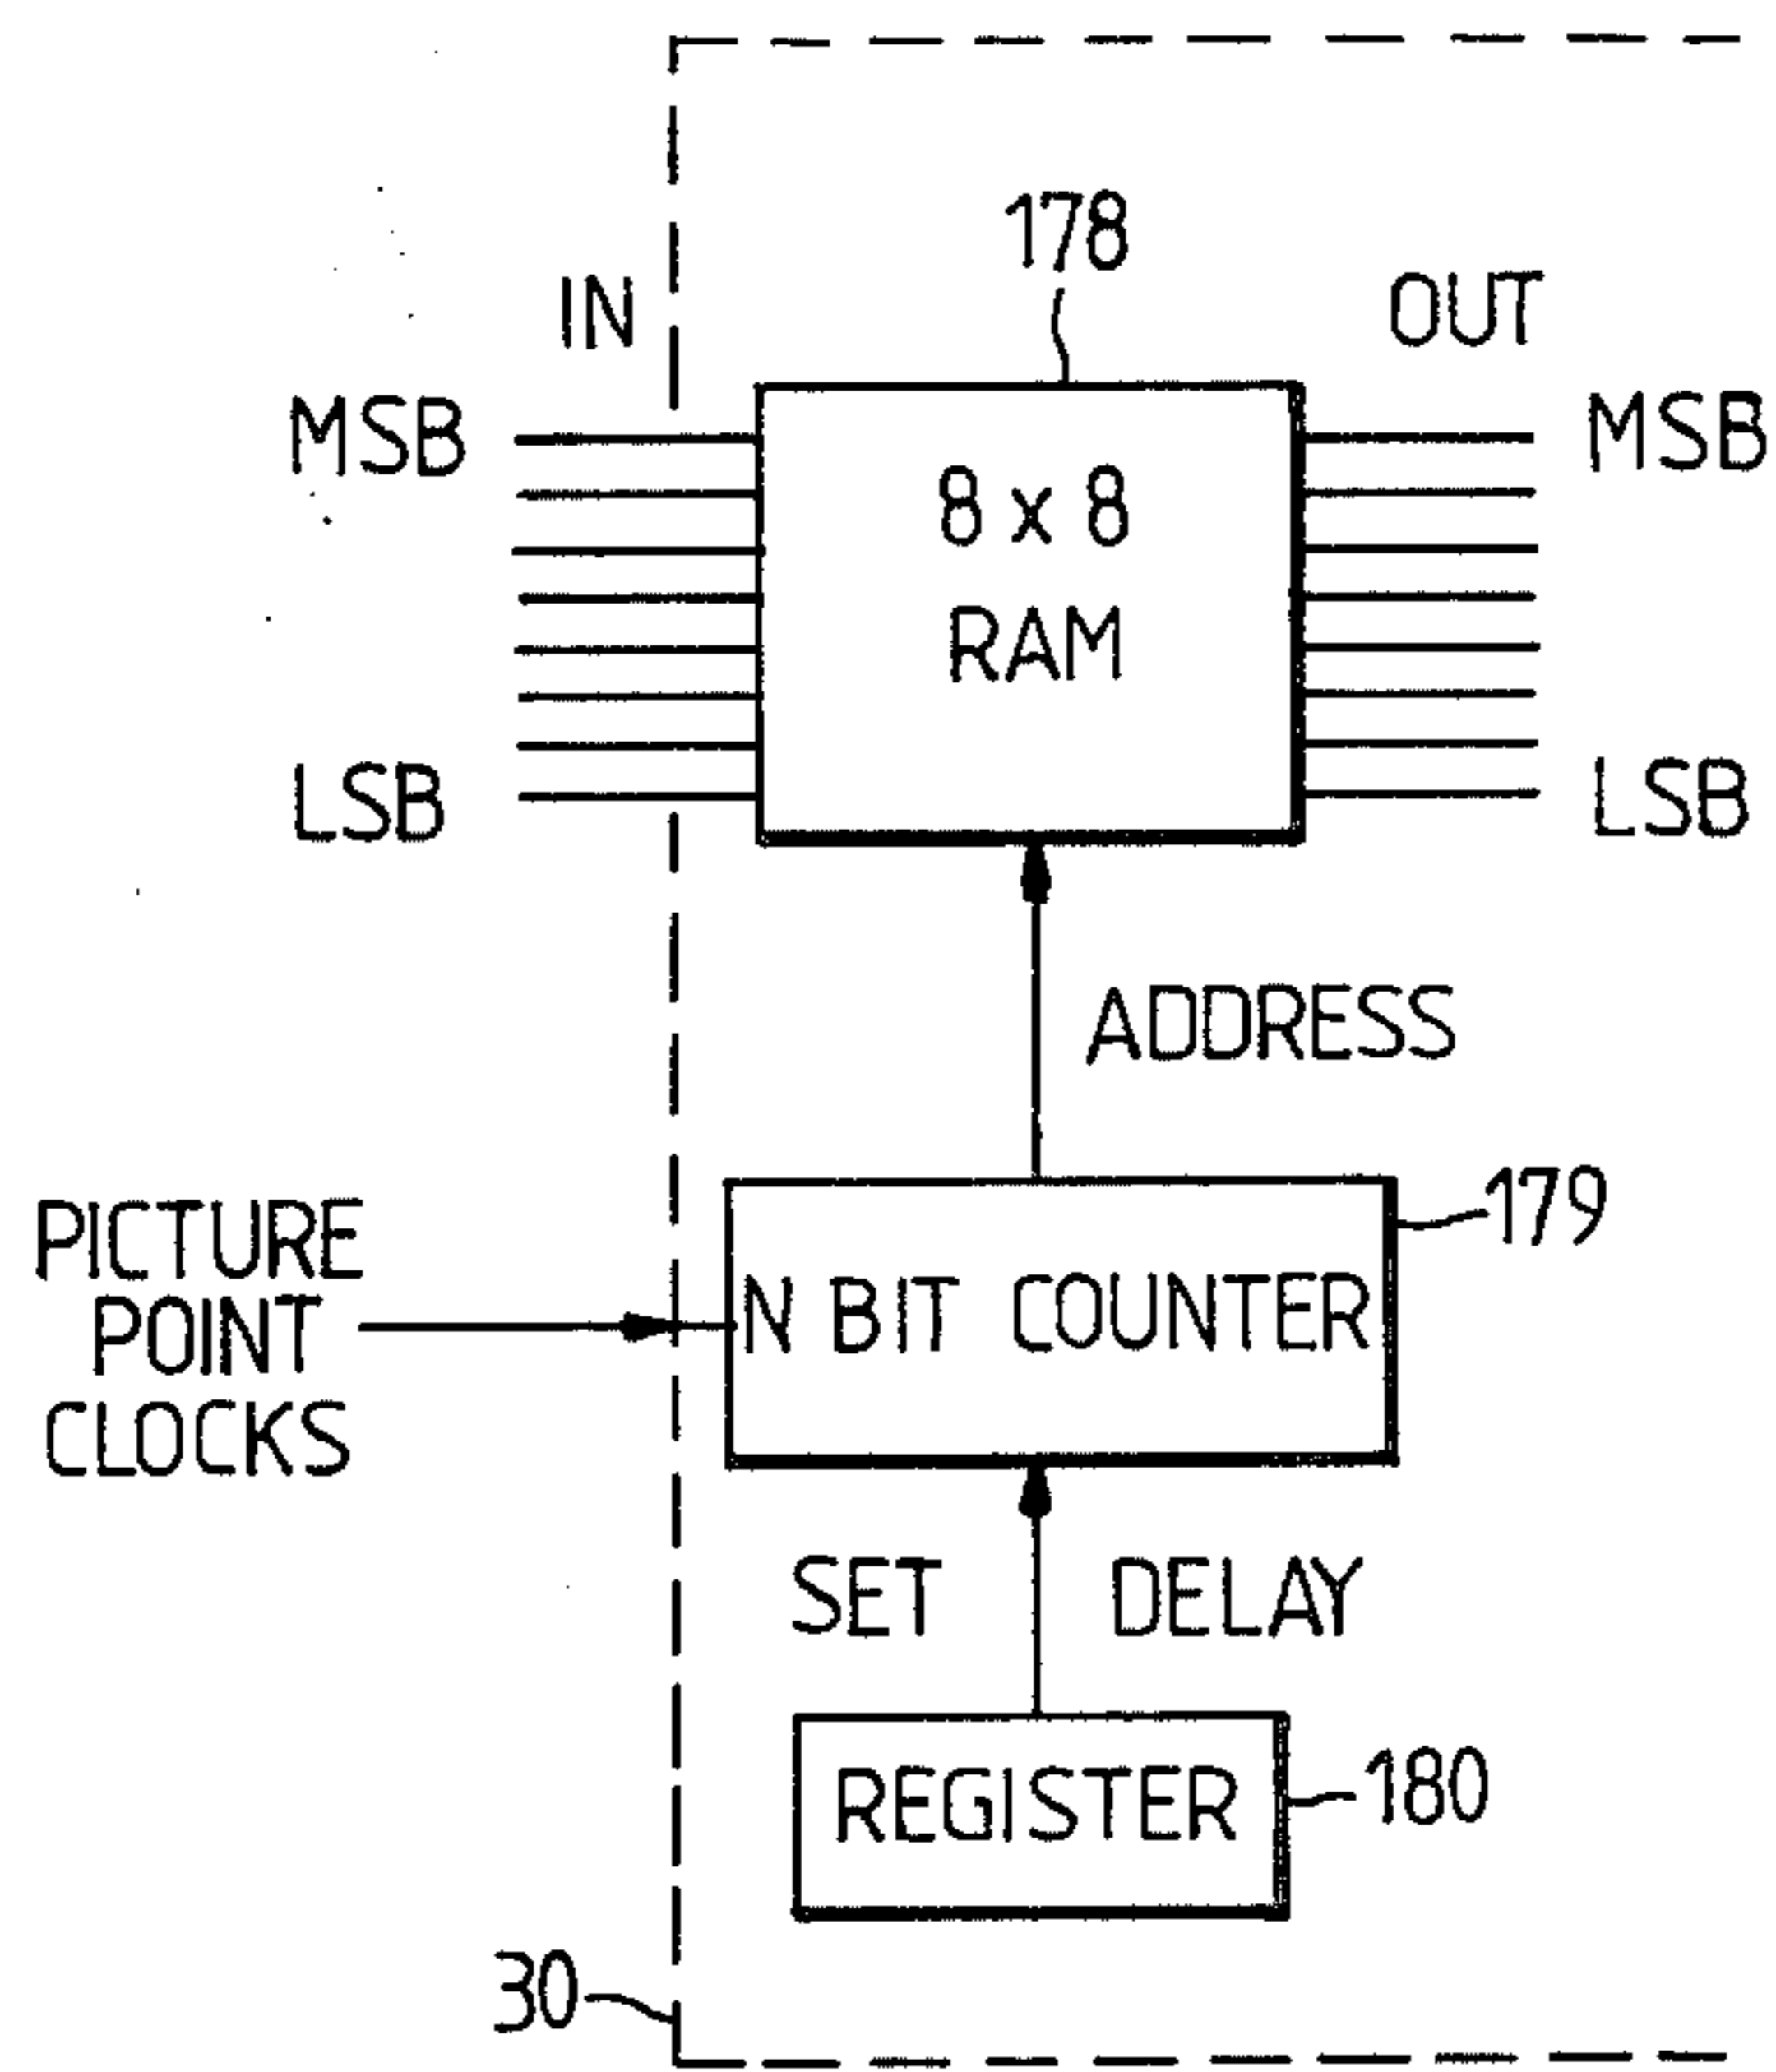 178
IN
OUT
MSB
MSB
8 x 8
RAM
LSB
LSB
ADDRESS
179
PICTURE
POINT
CLOCKS
N BIT COUNTER
SET DELAY
REGISTER
180
30